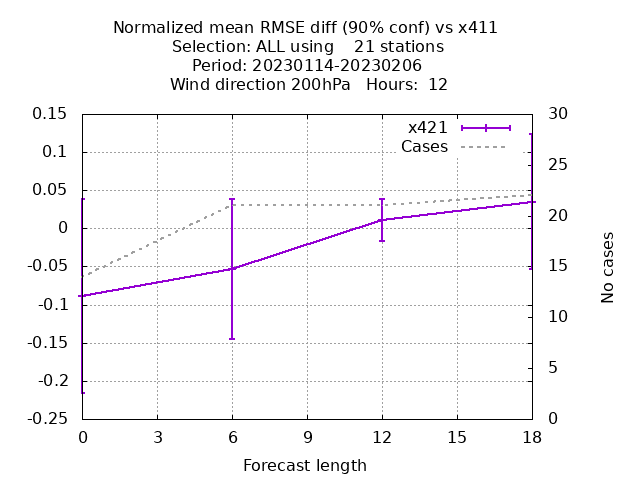 Normalized mean RMSE diff (90% conf) vs x411
Selection: ALL using    21 stations
Period: 20230114-20230206
Wind direction 200hPa   Hours:  12
0.15
0.1
0.05
0
-0.05
-0.1
-0.15
-0.2
-0.25
x421
Cases
30
25
20
15
10
5
0
No cases
0 3 6 9 12 15 18
Forecast length